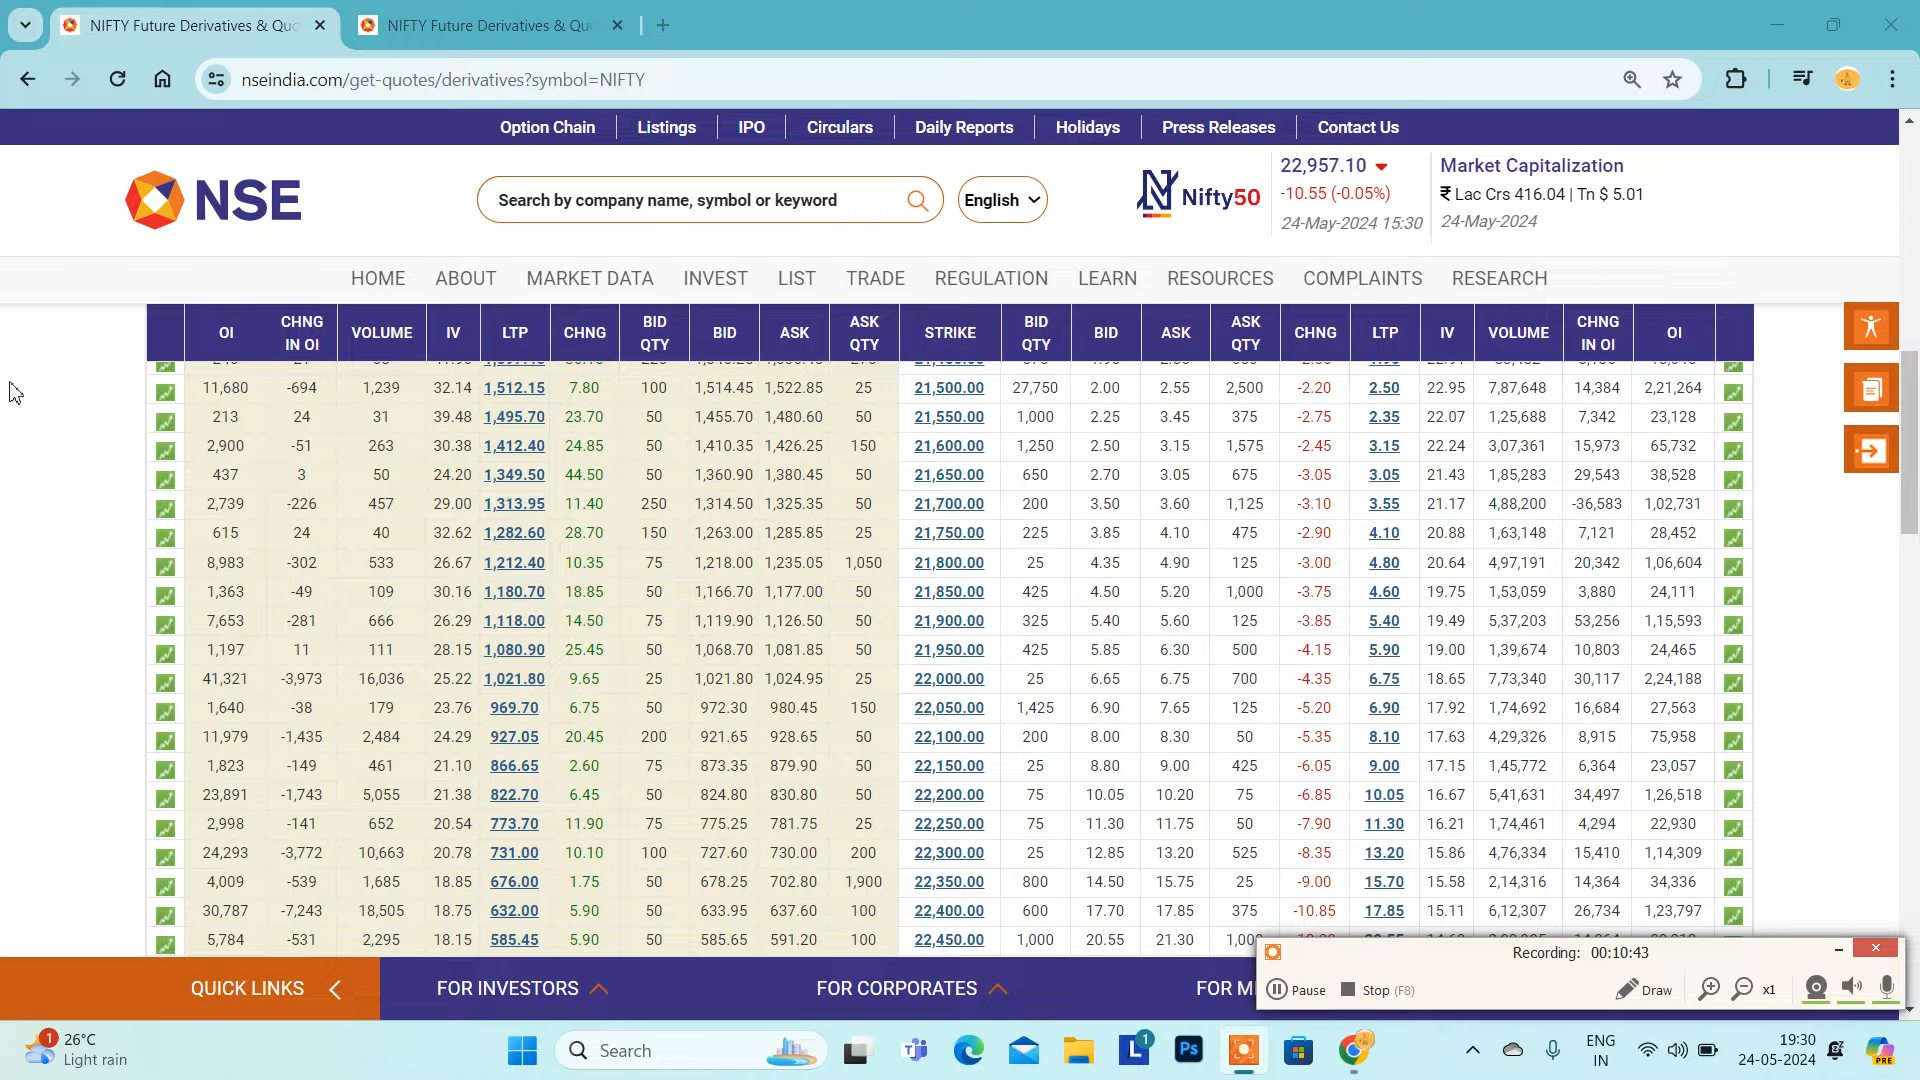 NIFTY Future Derivatives & Quo
NIFTY Future Derivatives & Quo
nseindia.com/get-quotes/derivatives?symbol=NIFTY
Option Chain Listings IPO Circulars Daily Reports Holidays Press Releases Contact Us
NSE
Search by company name, symbol or keyword
English
Nifty50
22,957.10
-10.55 (-0.05%)
24-May-2024 15:30
Market Capitalization
₹ Lac Crs 416.04 | Tn $ 5.01
24-May-2024
HOME ABOUT MARKET DATA INVEST LIST TRADE REGULATION LEARN RESOURCES COMPLAINTS RESEARCH
OI CHNG IN OI VOLUME IV LTP CHNG BID QTY BID ASK ASK QTY STRIKE BID QTY BID ASK ASK QTY CHNG LTP IV VOLUME CHNG IN OI OI
11,680 -694 1,239 32.14 1,512.15 7.80 100 1,514.45 1,522.85 25 21,500.00 27,750 2.00 2.55 2,500 -2.20 2.50 22.95 7,87,648 14,384 2,21,264
213 24 31 39.48 1,495.70 23.70 50 1,455.70 1,480.60 50 21,550.00 1,000 2.25 3.45 375 -2.75 2.35 22.07 1,25,688 7,342 23,128
2,900 -51 263 30.38 1,412.40 24.85 50 1,410.35 1,426.25 150 21,600.00 1,250 2.50 3.15 1,575 -2.45 3.15 22.24 3,07,361 15,973 65,732
437 3 50 24.20 1,349.50 44.50 50 1,360.90 1,380.45 50 21,650.00 650 2.70 3.05 675 -3.05 3.05 21.43 1,85,283 29,543 38,528
2,739 -226 457 29.00 1,313.95 11.40 250 1,314.50 1,325.35 50 21,700.00 200 3.50 3.60 1,125 -3.10 3.55 21.17 4,88,200 -36,583 1,02,731
615 24 40 32.62 1,282.60 28.70 150 1,263.00 1,285.85 25 21,750.00 225 3.85 4.10 475 -2.90 4.10 20.88 1,63,148 7,121 28,452
8,983 -302 533 26.67 1,212.40 10.35 75 1,218.00 1,235.05 1,050 21,800.00 25 4.35 4.90 125 -3.00 4.80 20.64 4,97,191 20,342 1,06,604
1,363 -49 109 30.16 1,180.70 18.85 50 1,166.70 1,177.00 50 21,850.00 425 4.50 5.20 1,000 -3.75 4.60 19.75 1,53,059 3,880 24,111
7,653 -281 666 26.29 1,118.00 14.50 75 1,119.90 1,126.50 50 21,900.00 325 5.40 5.60 125 -3.85 5.40 19.49 5,37,203 53,256 1,15,593
1,197 11 111 28.15 1,080.90 25.45 50 1,068.70 1,081.85 50 21,950.00 425 5.85 6.30 500 -4.15 5.90 19.00 1,39,674 10,803 24,465
41,321 -3,973 16,036 25.22 1,021.80 9.65 25 1,021.80 1,024.95 25 22,000.00 25 6.65 6.75 700 -4.35 6.75 18.65 7,73,340 30,117 2,24,188
1,640 -38 179 23.76 969.70 6.75 50 972.30 980.45 150 22,050.00 1,425 6.90 7.65 125 -5.20 6.90 17.92 1,74,692 16,684 27,563
11,979 -1,435 2,484 24.29 927.05 20.45 200 921.65 928.65 50 22,100.00 200 8.00 8.30 50 -5.35 8.10 17.63 4,29,326 8,915 75,958
1,823 -149 461 21.10 866.65 2.60 75 873.35 879.90 50 22,150.00 25 8.80 9.00 425 -6.05 9.00 17.15 1,45,772 6,364 23,057
23,891 -1,743 5,055 21.38 822.70 6.45 50 824.80 830.80 50 22,200.00 75 10.05 10.20 75 -6.85 10.05 16.67 5,41,631 34,497 1,26,518
2,998 -141 652 20.54 773.70 11.90 75 775.25 781.75 25 22,250.00 75 11.30 11.75 50 -7.90 11.30 16.21 1,74,461 4,294 22,930
24,293 -3,772 10,663 20.78 731.00 10.10 100 727.60 730.00 200 22,300.00 25 12.85 13.20 525 -8.35 13.20 15.86 4,76,334 15,410 1,14,309
4,009 -539 1,685 18.85 676.00 1.75 50 678.25 702.80 1,900 22,350.00 800 14.50 15.75 25 -9.00 15.70 15.58 2,14,316 14,364 34,336
30,787 -7,243 18,505 18.75 632.00 5.90 50 633.95 637.60 100 22,400.00 600 17.70 17.85 375 -10.85 17.85 15.11 6,12,307 26,734 1,23,797
5,784 -531 2,295 18.15 585.45 5.90 50 585.65 591.20 100 22,450.00 1,000 20.55 21.30
Recording: 00:10:43
Pause Stop (F8) Draw x1
QUICK LINKS FOR INVESTORS FOR CORPORATES FOR M
1
26°C
Light rain
Search
1
L
Ps
ENG
IN
19:30
24-05-2024
PRE